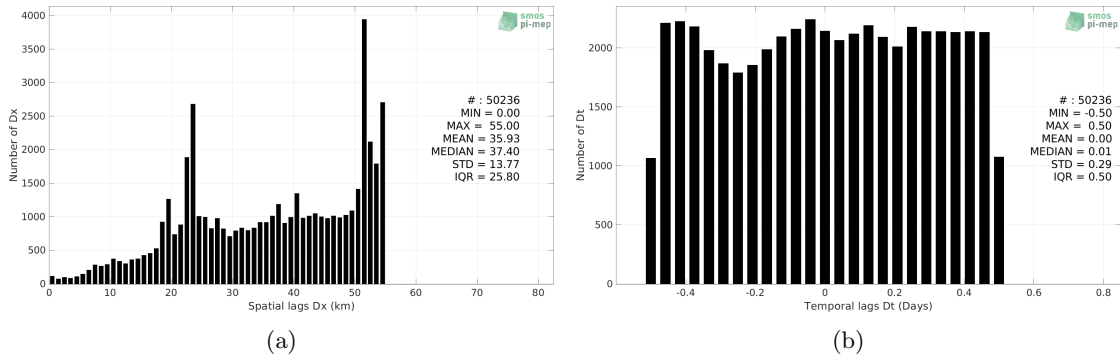 4000
3500
3000
2500
2000
1500
1000
500
0
Number of Dx
0 10 20 30 40 50 60 70 80
Spatial lags Dx (km)
smos
pi-mep
# : 50236
MIN = 0.00
MAX = 55.00
MEAN = 35.93
MEDIAN = 37.40
STD = 13.77
IQR = 25.80
(a)
2000
1500
1000
500
0
Number of Dt
-0.4 -0.2 0 0.2 0.4 0.6 0.8
Temporal lags Dt (Days)
smos
pi-mep
# : 50236
MIN = -0.50
MAX = 0.50
MEAN = 0.00
MEDIAN = 0.01
STD = 0.29
IQR = 0.50
(b)